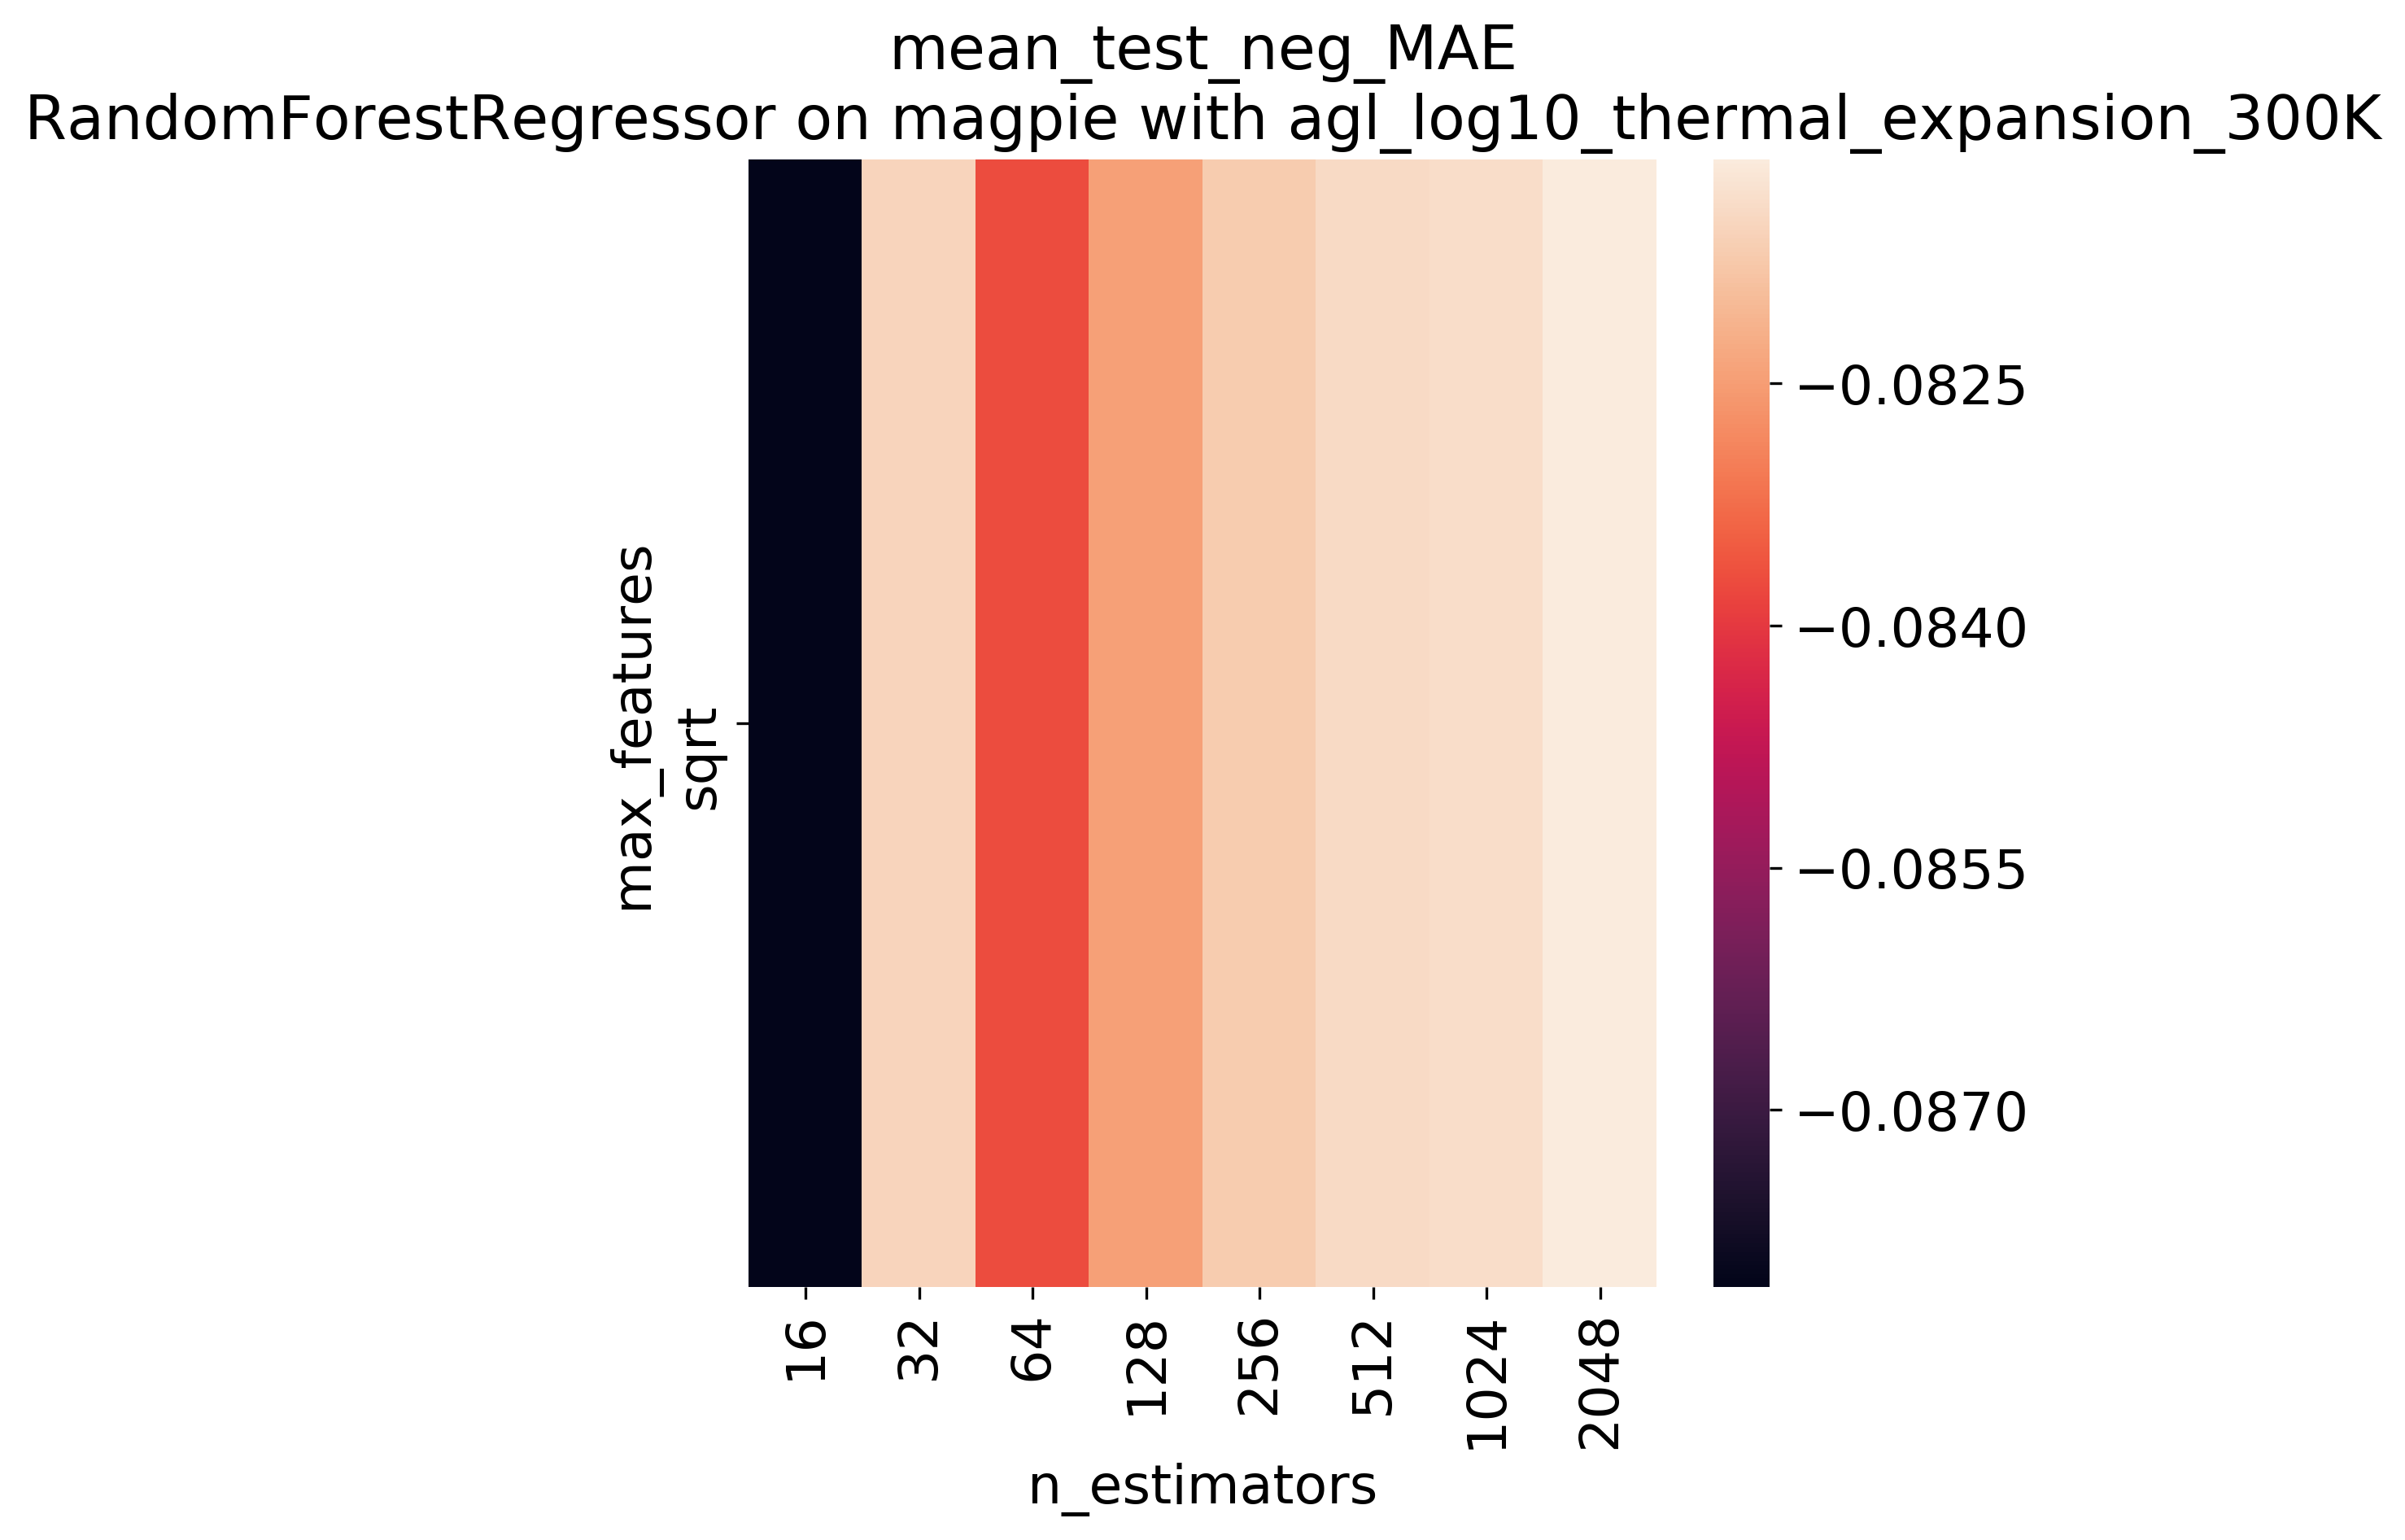 mean_test_neg_MAE
RandomForestRegressor on magpie with agl_log10_thermal_expansion_300K
max_features
sqrt
−0.0825
−0.0840
−0.0855
−0.0870
16
32
64
128
256
512
1024
2048
n_estimators